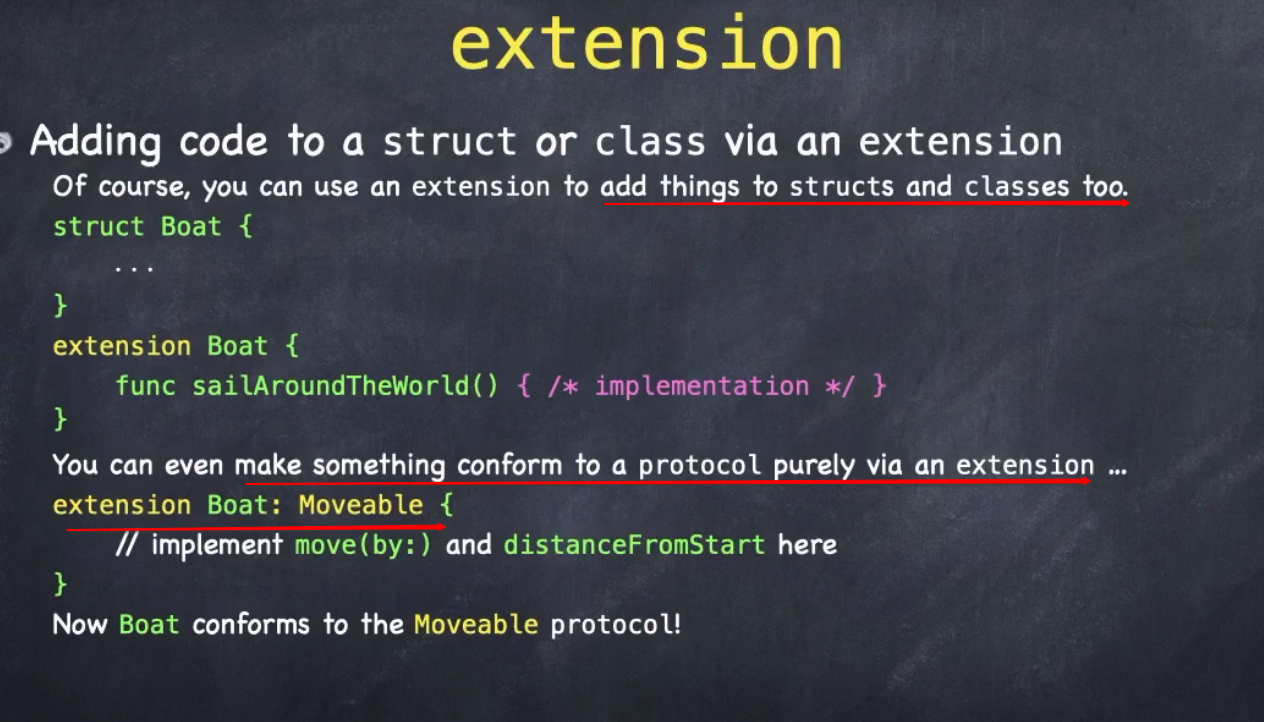 extension
Adding code to a struct or class via an extension
Of course, you can use an extension to add things to structs and classes too.
struct Boat {
...
}
extension Boat {
func sailAroundTheWorld() { /* implementation */ }
}
You can even make something conform to a protocol purely via an extension ...
extension Boat: Moveable {
// implement move(by:) and distanceFromStart here
}
Now Boat conforms to the Moveable protocol!